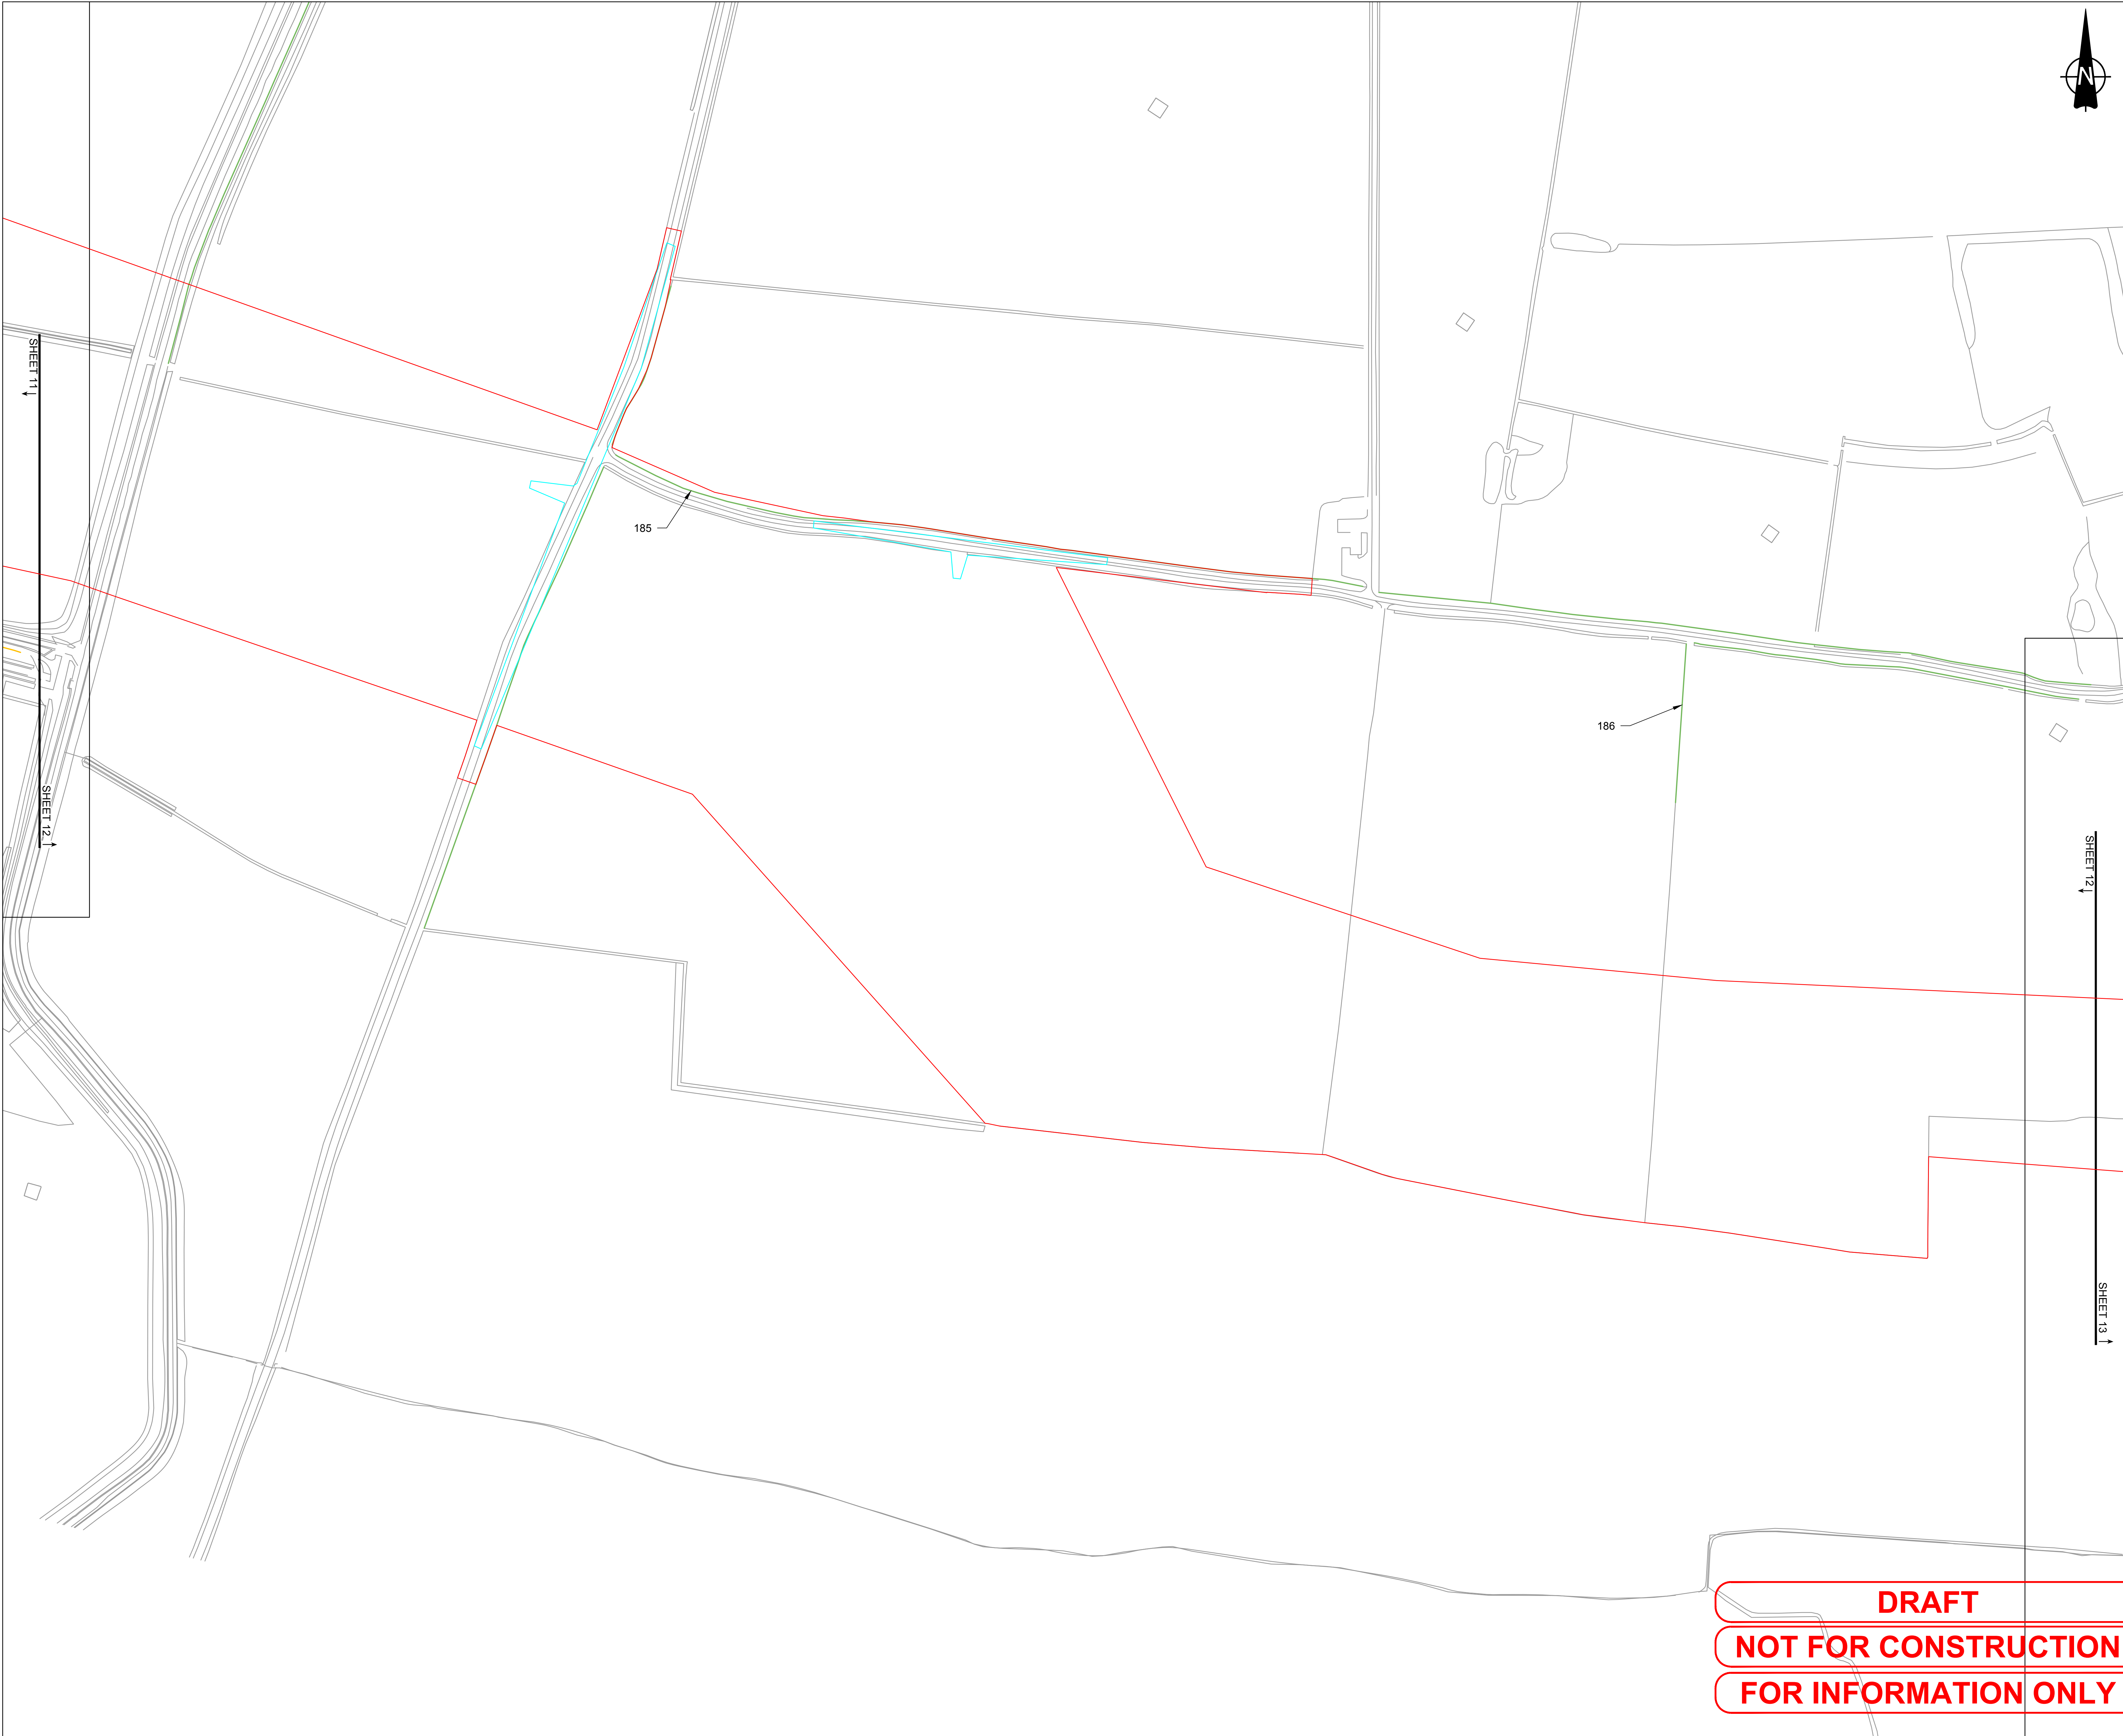 N
SHEET 11
185
186
SHEET 12
SHEET 12
SHEET 13
DRAFT
NOT FOR CONSTRUCTION
FOR INFORMATION ONLY